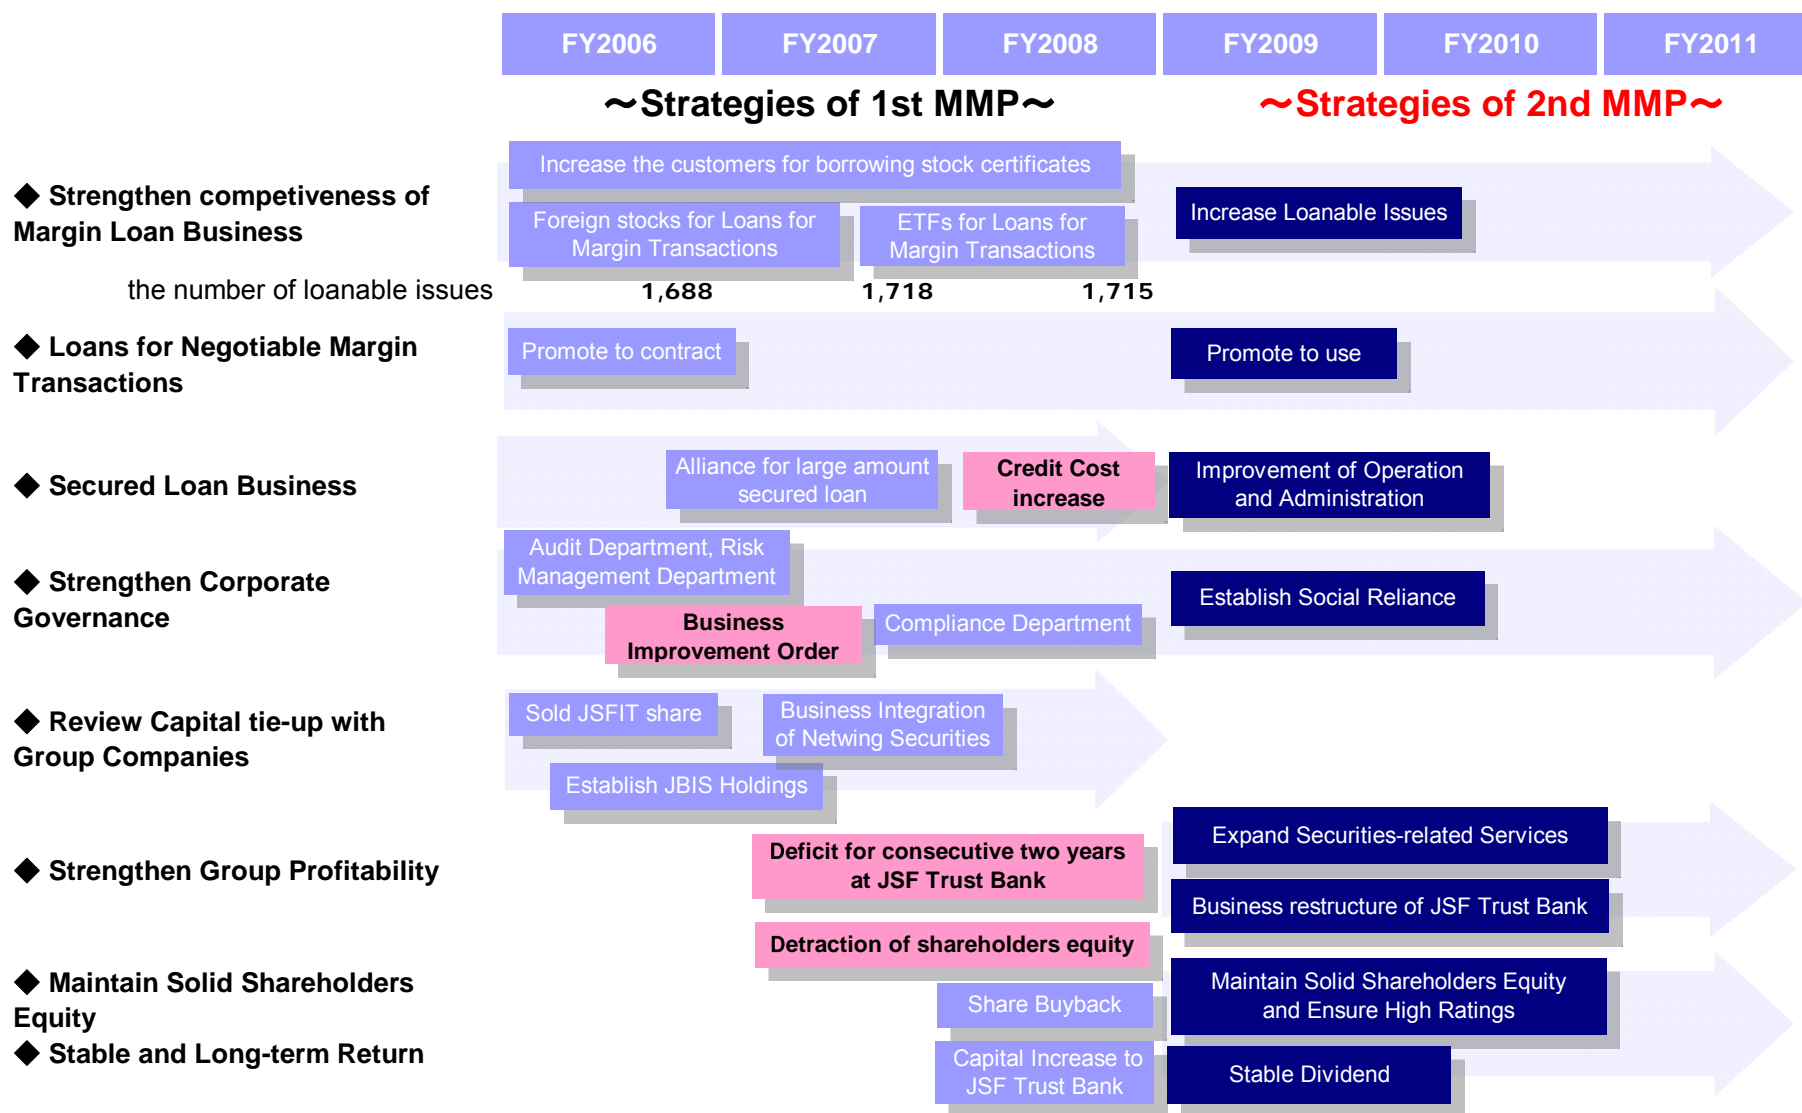 FY2006 FY2007 FY2008 FY2009 FY2010 FY2011
～Strategies of 1st MMP～ ～Strategies of 2nd MMP～
◆ Strengthen competiveness of
Margin Loan Business
Increase the customers for borrowing stock certificates
Foreign stocks for Loans for
Margin Transactions
ETFs for Loans for
Margin Transactions
Increase Loanable Issues
the number of loanable issues 1,688 1,718 1,715
◆ Loans for Negotiable Margin
Transactions
Promote to contract
Promote to use
◆ Secured Loan Business
Alliance for large amount
secured loan
Credit Cost
increase
Improvement of Operation
and Administration
◆ Strengthen Corporate
Governance
Audit Department, Risk
Management Department
Business
Improvement Order
Compliance Department
Establish Social Reliance
◆ Review Capital tie-up with
Group Companies
Sold JSFIT share
Business Integration
of Netwing Securities
Establish JBIS Holdings
◆ Strengthen Group Profitability
Deficit for consecutive two years
at JSF Trust Bank
Expand Securities-related Services
Business restructure of JSF Trust Bank
Detraction of shareholders equity
◆ Maintain Solid Shareholders
Equity
Share Buyback
Maintain Solid Shareholders Equity
and Ensure High Ratings
◆ Stable and Long-term Return
Capital Increase to
JSF Trust Bank
Stable Dividend